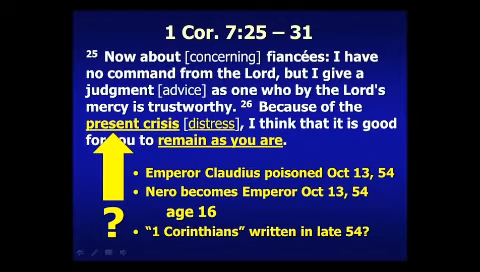 1 Cor. 7:25 – 31
25 Now about [concerning] fiancées: I have
no command from the Lord, but I give a
judgment [advice] as one who by the Lord's
mercy is trustworthy. 26 Because of the
present crisis [distress], I think that it is good
for you to remain as you are.
• Emperor Claudius poisoned Oct 13, 54
• Nero becomes Emperor Oct 13, 54
age 16
?
• “1 Corinthians” written in late 54?